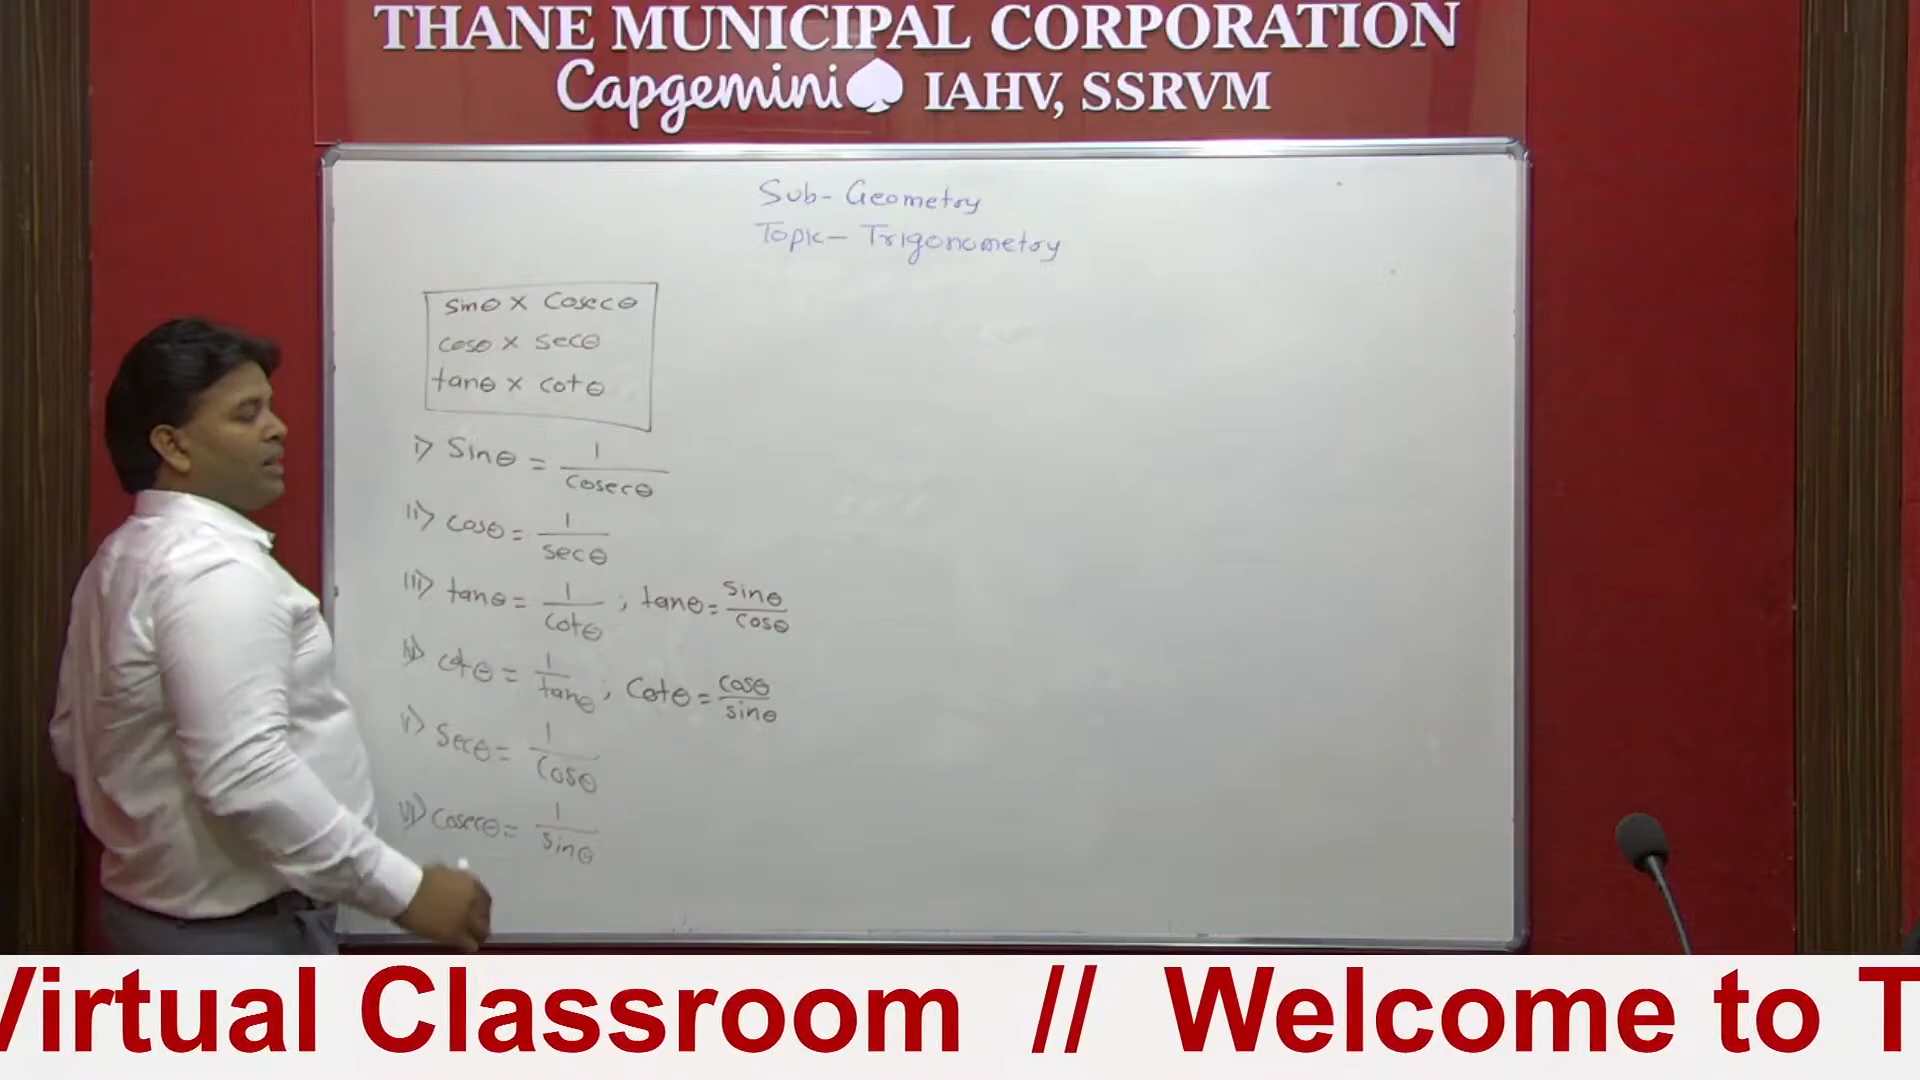 THANE MUNICIPAL CORPORATION
Capgemini♠ IAHV, SSRVM
Sub- Geometry
Topic- Trigonometry
sinθ × Cosecθ
cosθ × secθ
tanθ × cotθ
i) Sinθ = 1/cosecθ
ii) cosθ = 1/secθ
iii) tanθ = 1/cotθ ; tanθ = sinθ/cosθ
iv) cotθ = 1/tanθ ; Cotθ = cosθ/sinθ
v) Secθ = 1/cosθ
vi) Cosecθ = 1/sinθ
Virtual Classroom // Welcome to T